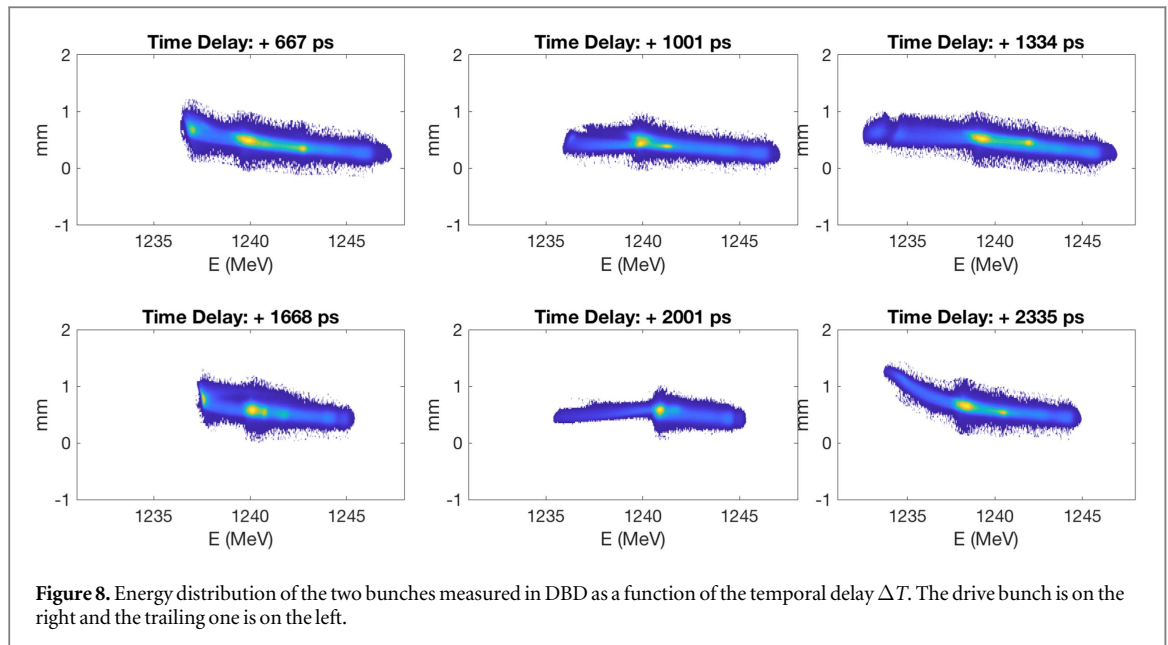 Time Delay: + 667 ps
2
1
0
-1
mm
1235
1240
1245
E (MeV)
Time Delay: + 1001 ps
2
1
0
-1
mm
1235
1240
1245
E (MeV)
Time Delay: + 1334 ps
2
1
0
-1
mm
1235
1240
1245
E (MeV)
Time Delay: + 1668 ps
2
1
0
-1
mm
1235
1240
1245
E (MeV)
Time Delay: + 2001 ps
2
1
0
-1
mm
1235
1240
1245
E (MeV)
Time Delay: + 2335 ps
2
1
0
-1
mm
1235
1240
1245
E (MeV)
Figure 8. Energy distribution of the two bunches measured in DBD as a function of the temporal delay ΔT. The drive bunch is on the
right and the trailing one is on the left.